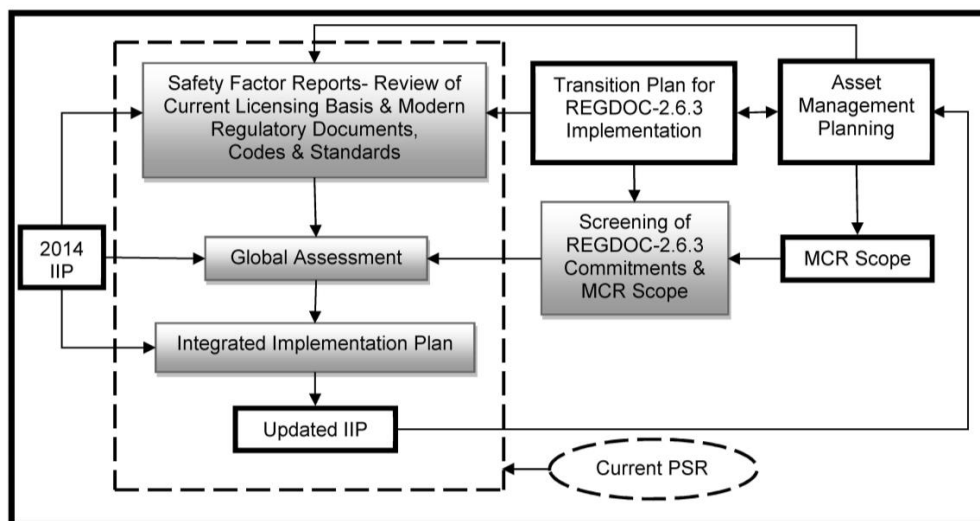 Safety Factor Reports- Review of
Current Licensing Basis & Modern
Regulatory Documents,
Codes & Standards
Transition Plan for
REGDOC-2.6.3
Implementation
Asset
Management
Planning
2014
IIP
Global Assessment
Screening of
REGDOC-2.6.3
Commitments &
MCR Scope
MCR Scope
Integrated Implementation Plan
Updated IIP
Current PSR